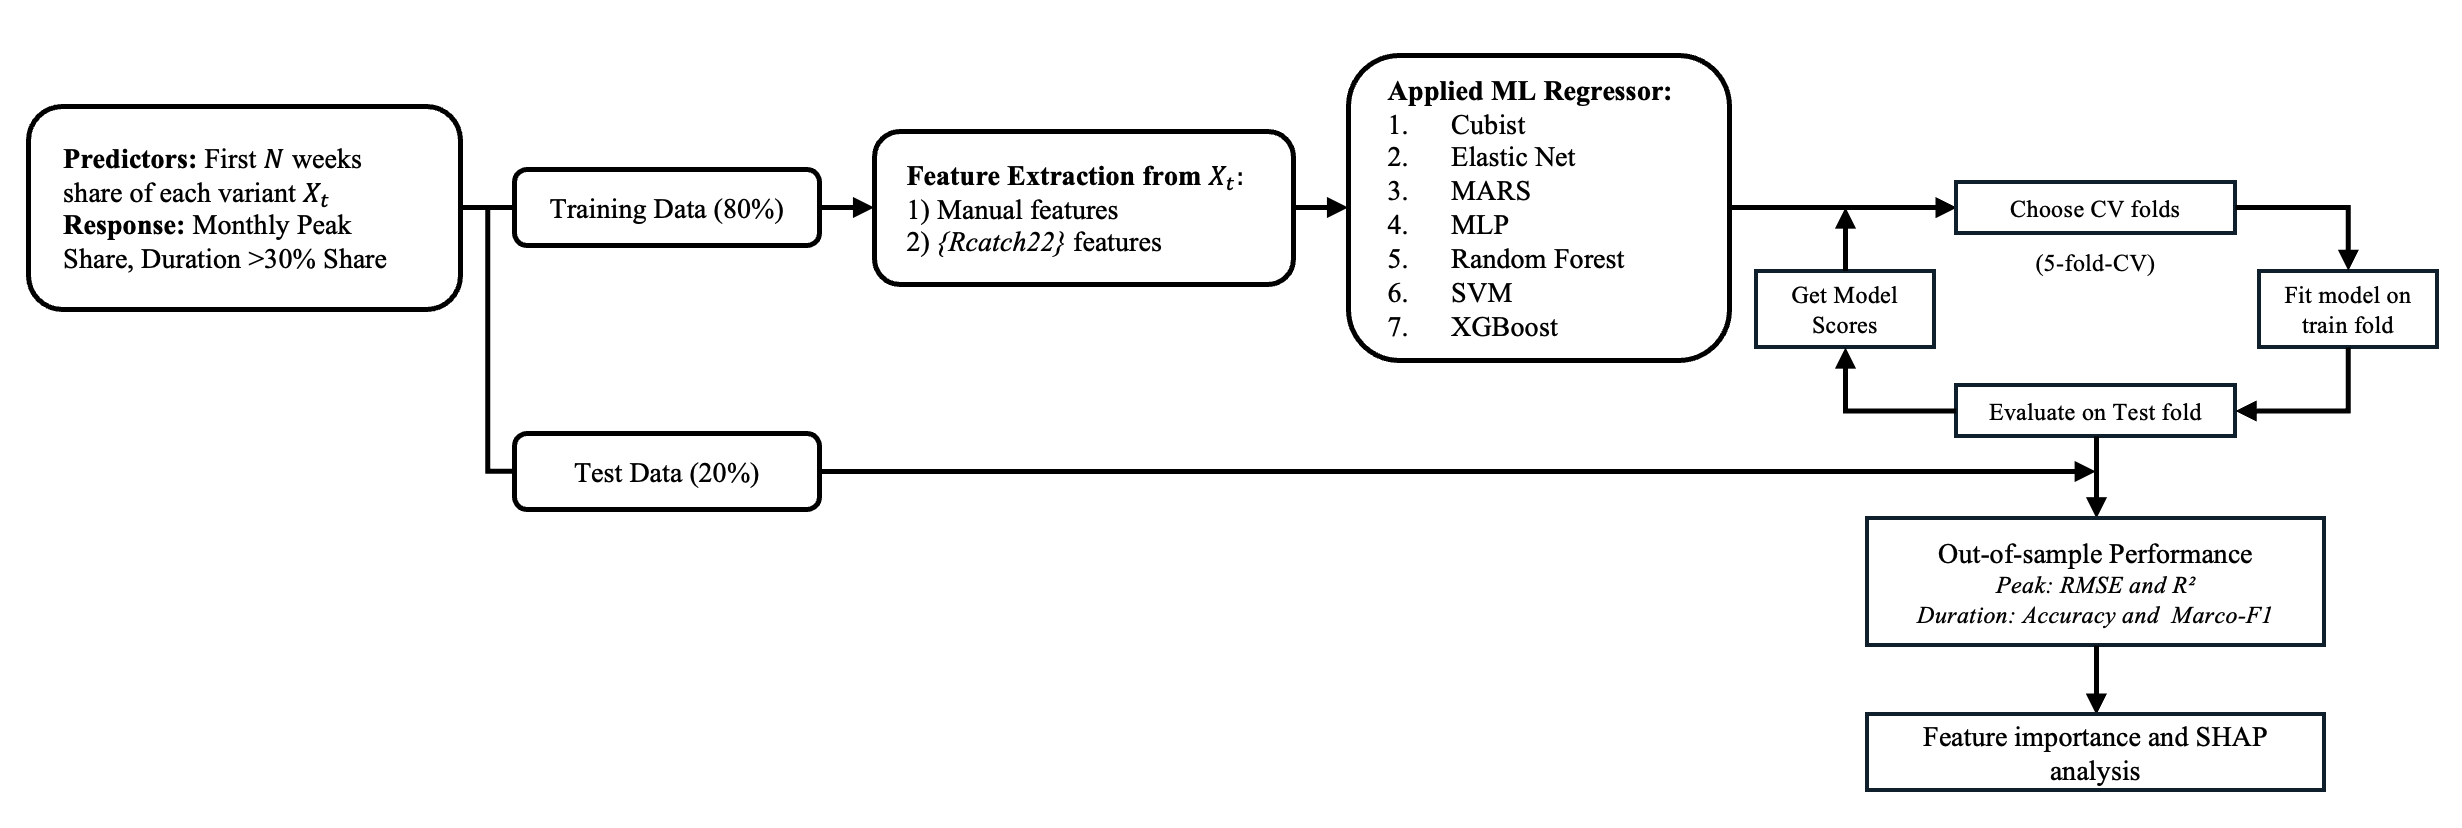 Predictors: First N weeks
share of each variant Xₜ
Response: Monthly Peak
Share, Duration >30% Share
Training Data (80%)
Test Data (20%)
Feature Extraction from Xₜ:
1) Manual features
2) {Rcatch22} features
Applied ML Regressor:
1. Cubist
2. Elastic Net
3. MARS
4. MLP
5. Random Forest
6. SVM
7. XGBoost
Choose CV folds
(5-fold-CV)
Fit model on
train fold
Evaluate on Test fold
Get Model
Scores
Out-of-sample Performance
Peak: RMSE and R²
Duration: Accuracy and Marco-F1
Feature importance and SHAP
analysis